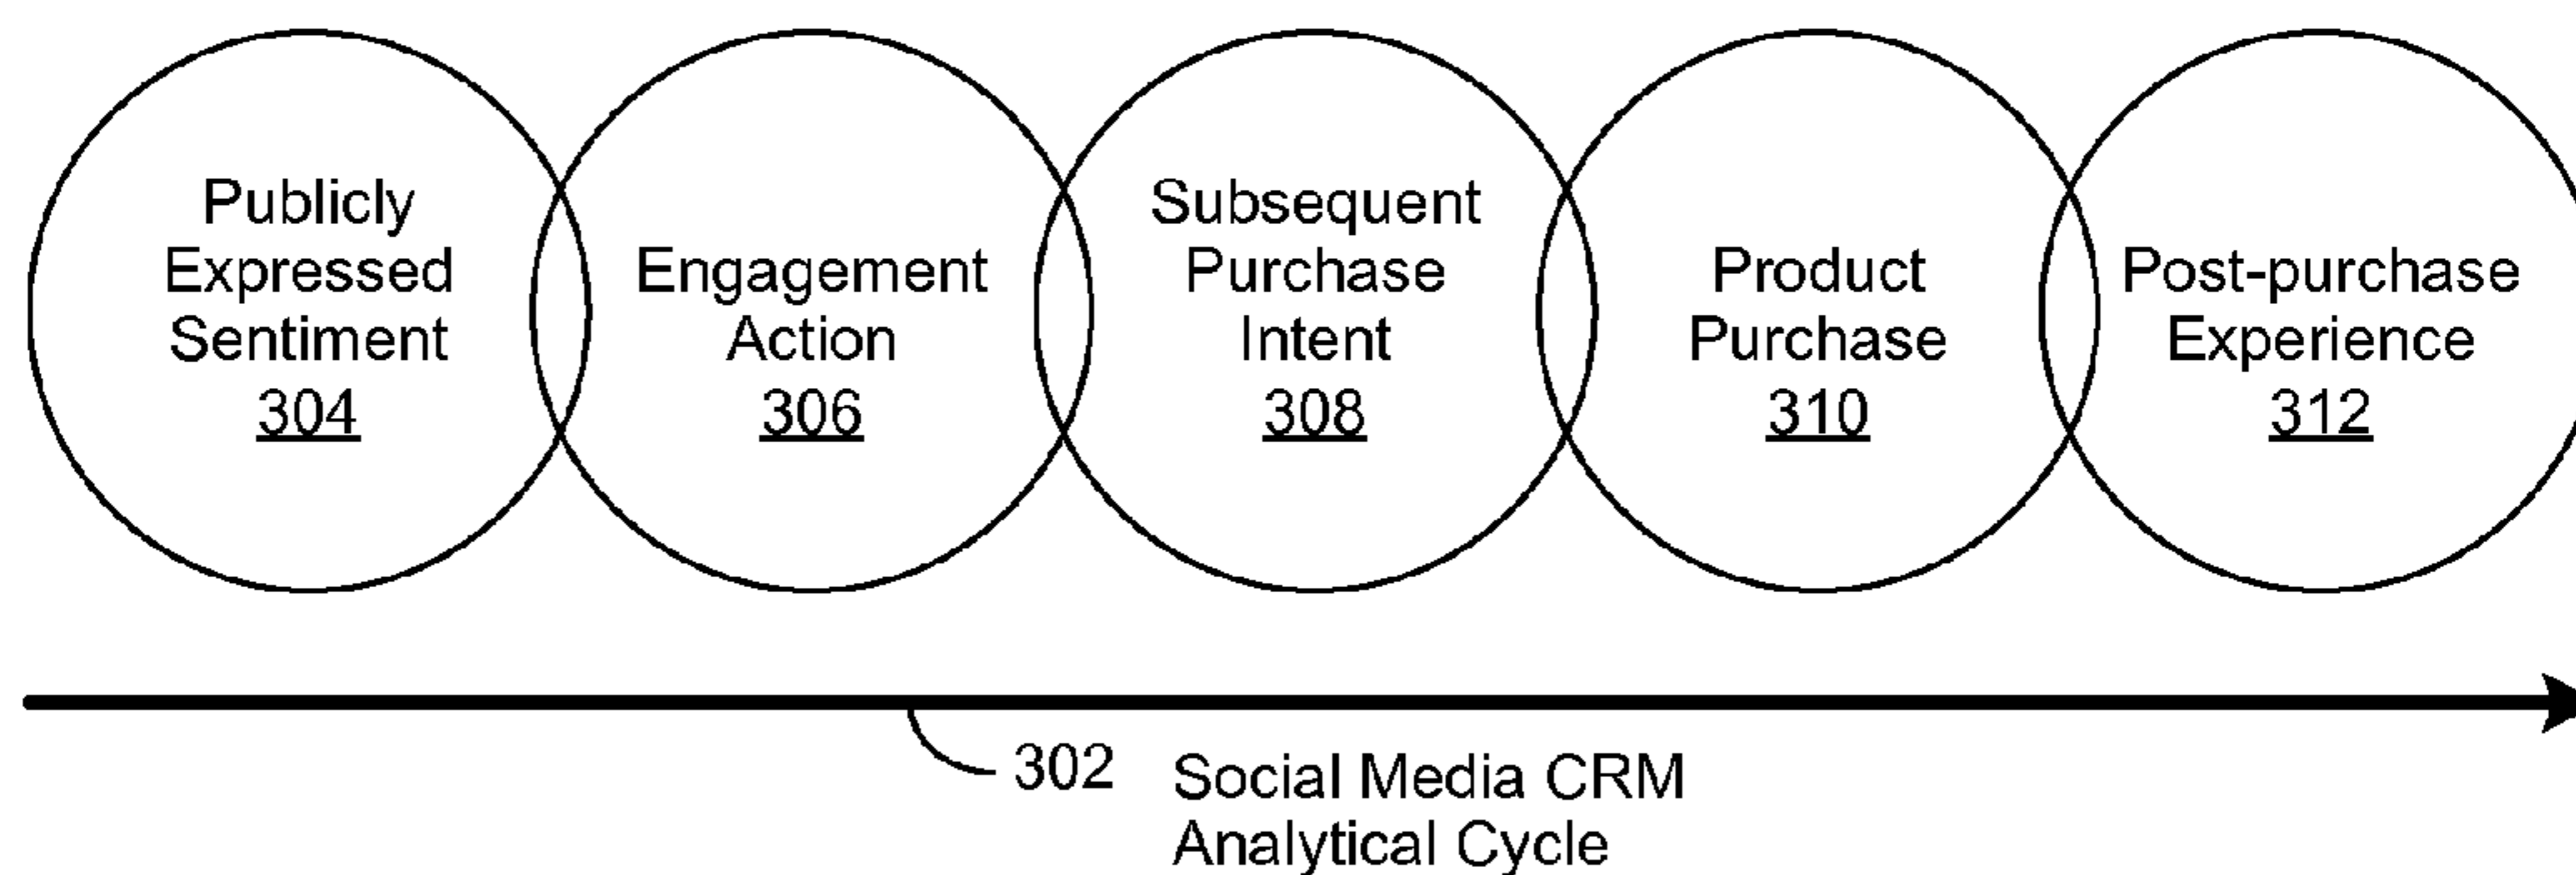 Publicly
Expressed
Sentiment
304
Engagement
Action
306
Subsequent
Purchase
Intent
308
Product
Purchase
310
Post-purchase
Experience
312
302
Social Media CRM
Analytical Cycle